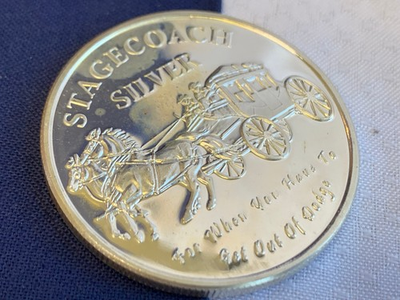 STAGECOACH
SILVER
For When You Have To
Get Out Of Dodge